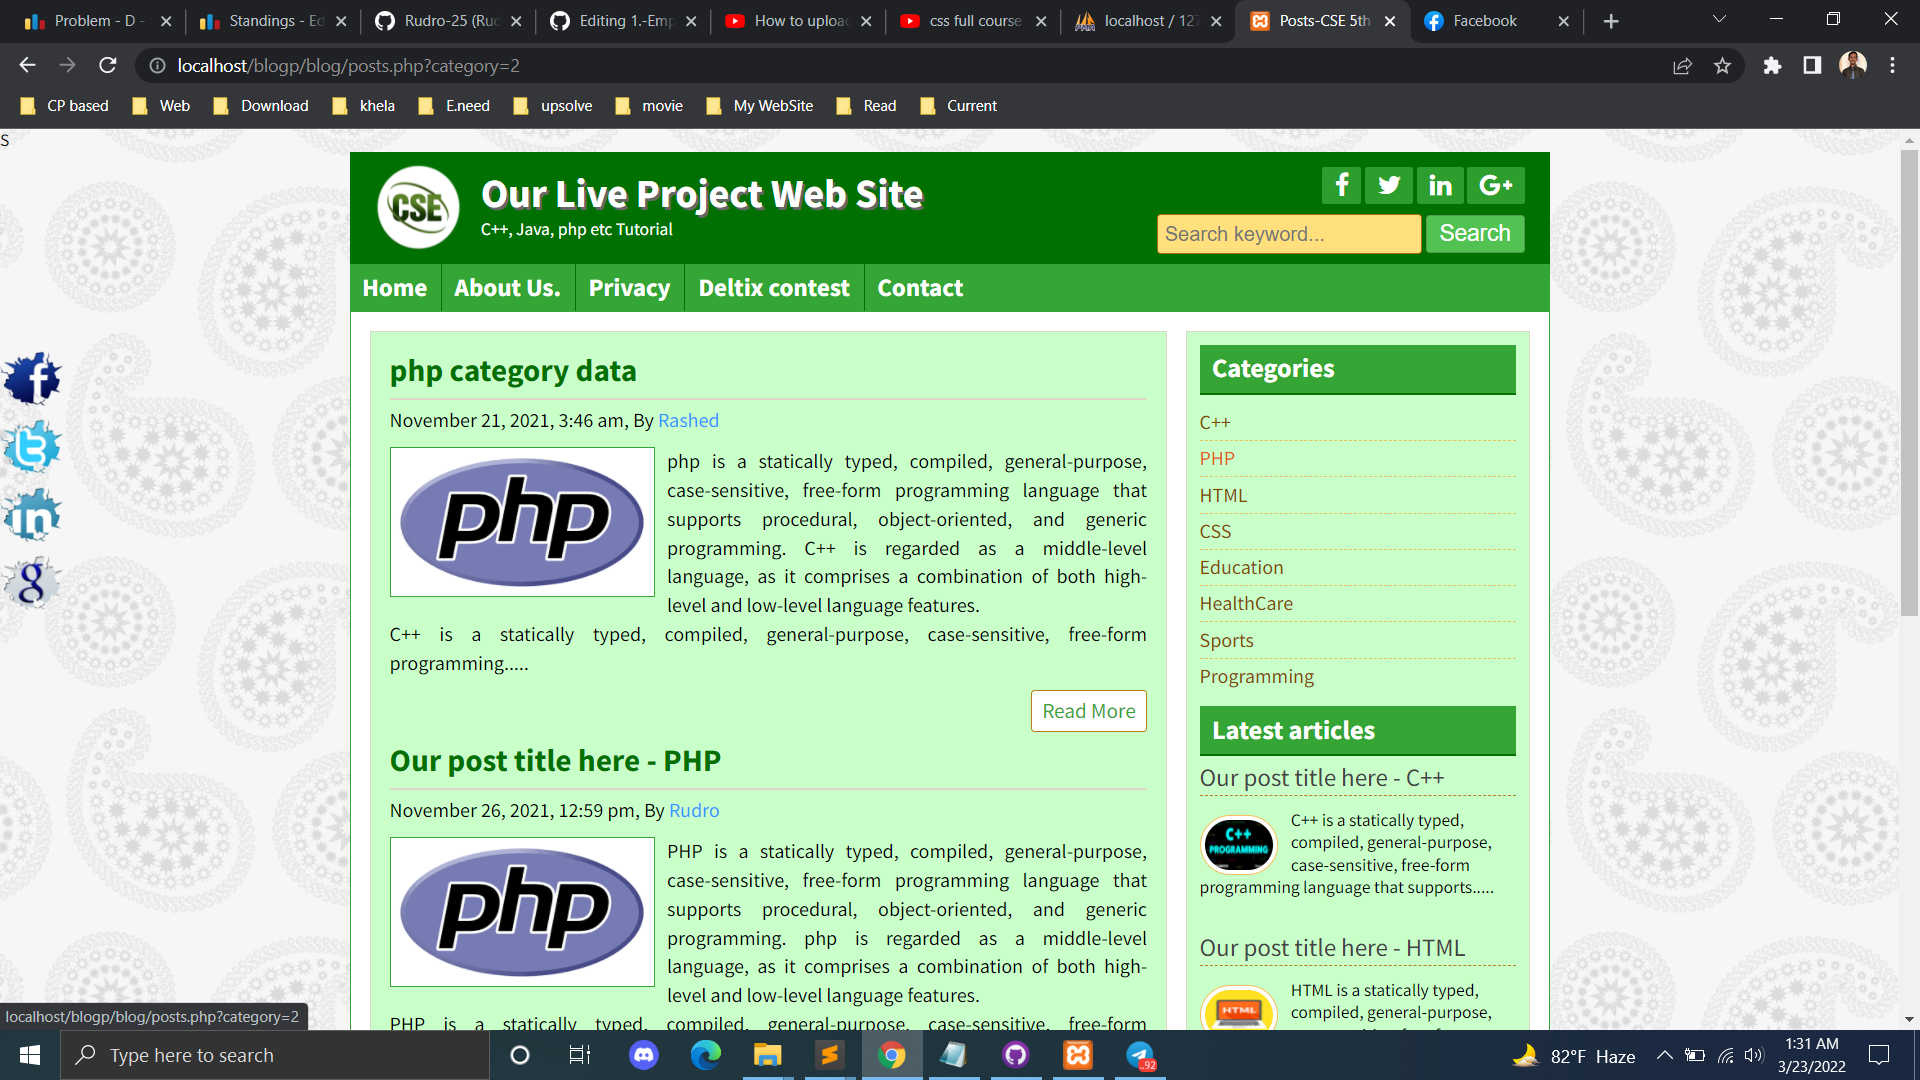 Problem - D -
Standings - Ed
Rudro-25 (Rud
Editing 1.-Emp
How to uploa
css full course
localhost / 127
Posts-CSE 5th
Facebook
localhost/blogp/blog/posts.php?category=2
CP based
Web
Download
khela
E.need
upsolve
movie
My WebSite
Read
Current
S
CSE
Our Live Project Web Site
C++, Java, php etc Tutorial
f
in
G+
Search keyword...
Search
Home
About Us.
Privacy
Deltix contest
Contact
php category data
November 21, 2021, 3:46 am, By Rashed
php
php is a statically typed, compiled, general-purpose,
case-sensitive, free-form programming language that
supports procedural, object-oriented, and generic
programming. C++ is regarded as a middle-level
language, as it comprises a combination of both high-
level and low-level language features.
C++ is a statically typed, compiled, general-purpose, case-sensitive, free-form
programming.....
Read More
Our post title here - PHP
November 26, 2021, 12:59 pm, By Rudro
php
PHP is a statically typed, compiled, general-purpose,
case-sensitive, free-form programming language that
supports procedural, object-oriented, and generic
programming. php is regarded as a middle-level
language, as it comprises a combination of both high-
level and low-level language features.
PHP is a statically typed, compiled, general-purpose, case-sensitive, free-form
Categories
C++
PHP
HTML
CSS
Education
HealthCare
Sports
Programming
Latest articles
Our post title here - C++
C++
PROGRAMMING
C++ is a statically typed,
compiled, general-purpose,
case-sensitive, free-form
programming language that supports.....
Our post title here - HTML
HTML
HTML is a statically typed,
compiled, general-purpose,
f
t
in
g
localhost/blogp/blog/posts.php?category=2
Type here to search
..92
82°F Haze
1:31 AM
3/23/2022